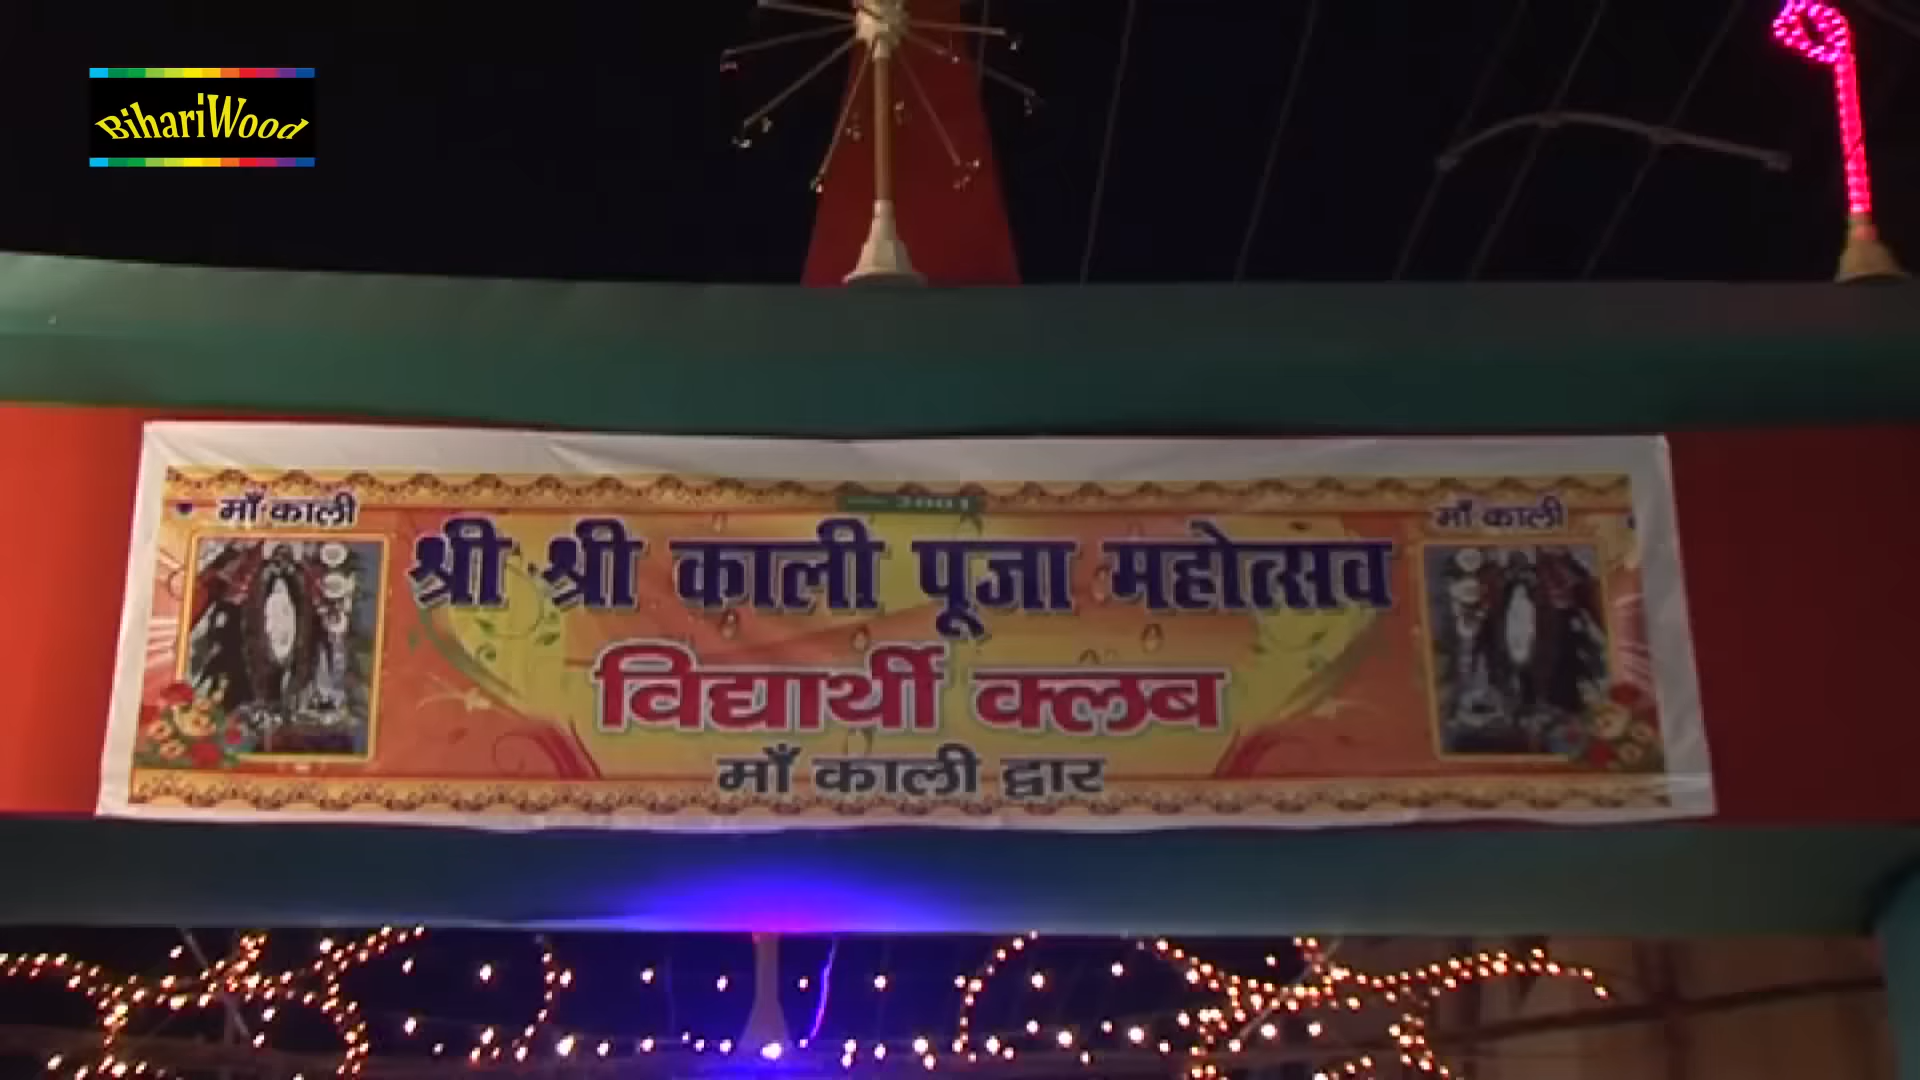 BihariWood
माँ काली
माँ काली
श्री श्री काली पूजा महोत्सव
विद्यार्थी क्लब
माँ काली द्वार